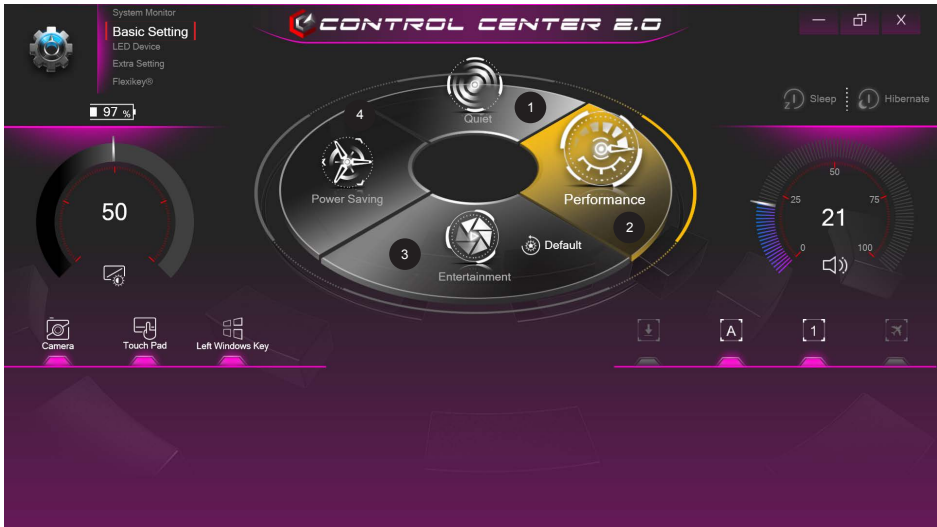 System Monitor
Basic Setting
LED Device
Extra Setting
Flexikey®
97 %
CONTROL CENTER 2.0
Sleep
Hibernate
1
Quiet
4
Power Saving
Performance
2
3
Default
Entertainment
50
50
25
75
21
0
100
Camera
Touch Pad
Left Windows Key
A
1